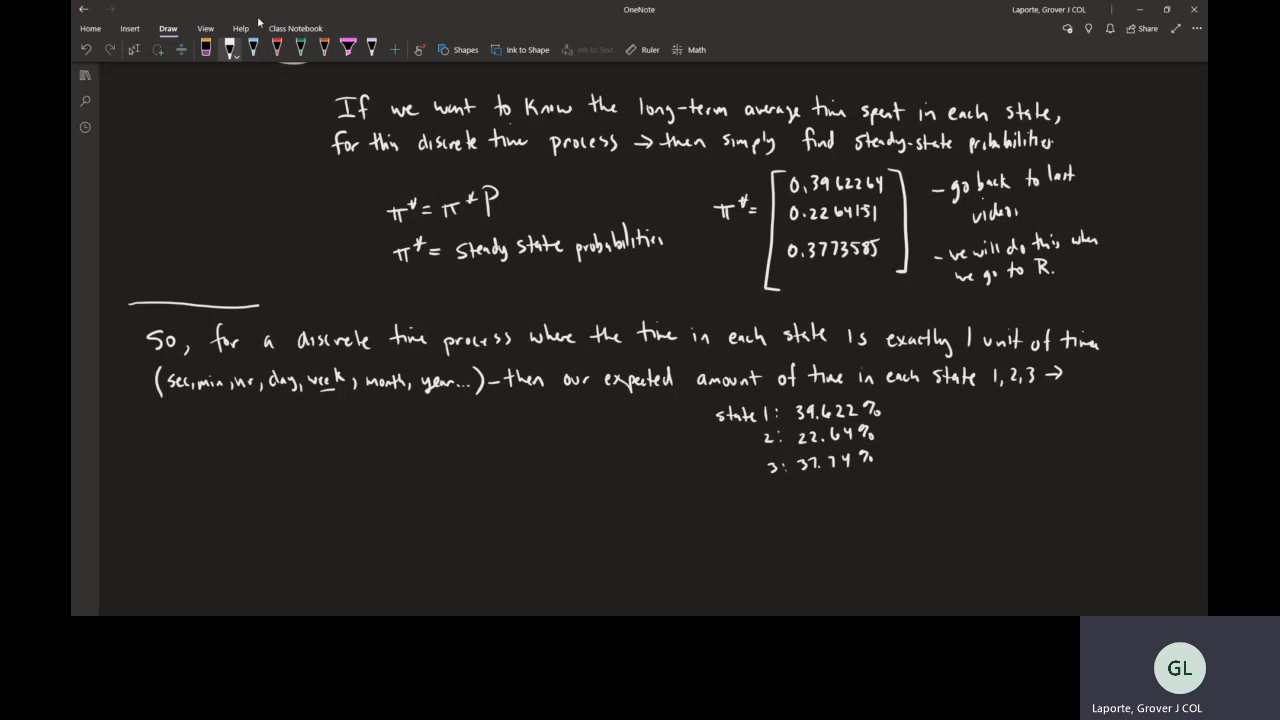 OneNote
Laporte, Grover J COL
Home Insert Draw View Help Class Notebook
Share
Shapes Ink to Shape Ink to Text Ruler Math
If we want to know the long-term average time spent in each state,
for this discrete time process → then simply find steady-state probabilities.
π* = π* P
π* = steady state probabilities
π* =
0.3962264
0.2264151
0.3773585
- go back to last
video.
- we will do this when
we go to R.
So, for a discrete time process where the time in each state is exactly 1 unit of time
(sec, min, hr, day, week, month, year...) - then our expected amount of time in each state 1, 2, 3 →
state 1: 39.622 %
2: 22.64 %
3: 37.74 %
GL
Laporte, Grover J COL